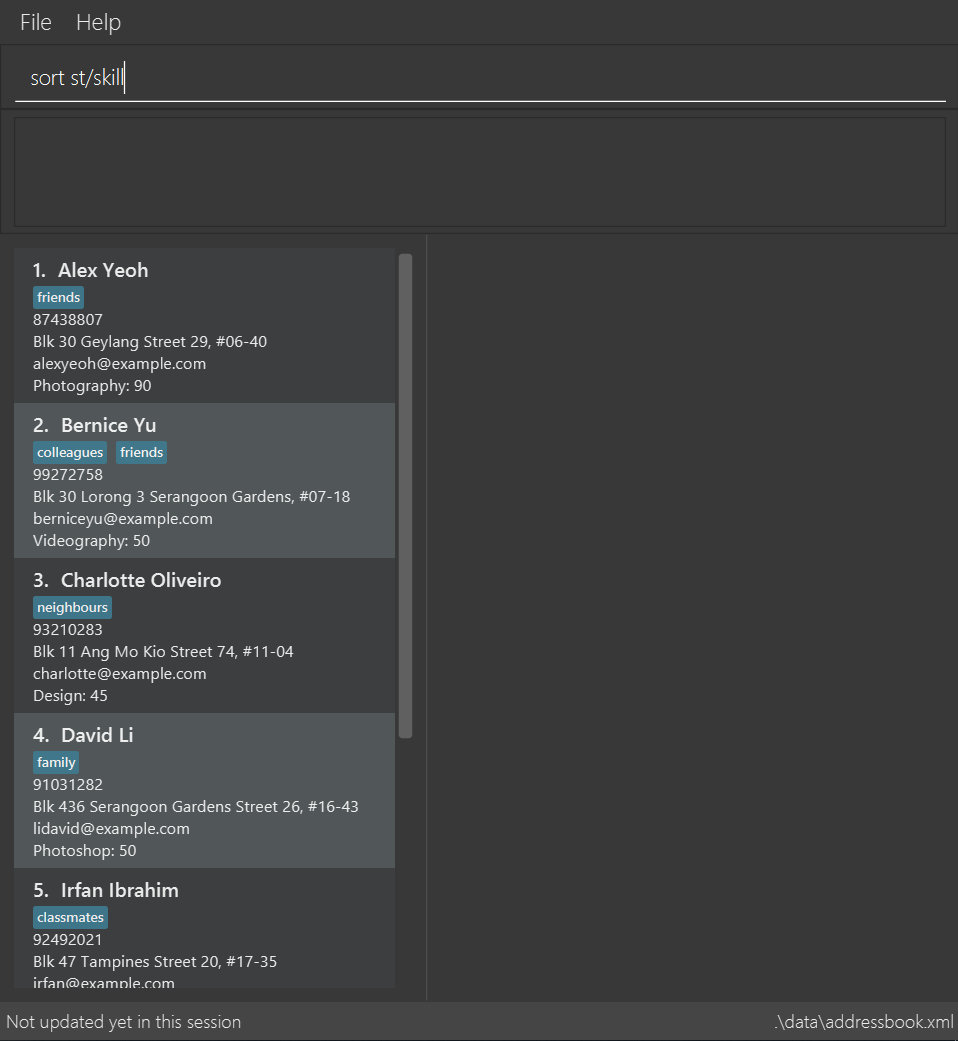 File Help
sort st/skill
1. Alex Yeoh
friends
87438807
Blk 30 Geylang Street 29, #06-40
alexyeoh@example.com
Photography: 90
2. Bernice Yu
colleagues friends
99272758
Blk 30 Lorong 3 Serangoon Gardens, #07-18
berniceyu@example.com
Videography: 50
3. Charlotte Oliveiro
neighbours
93210283
Blk 11 Ang Mo Kio Street 74, #11-04
charlotte@example.com
Design: 45
4. David Li
family
91031282
Blk 436 Serangoon Gardens Street 26, #16-43
lidavid@example.com
Photoshop: 50
5. Irfan Ibrahim
classmates
92492021
Blk 47 Tampines Street 20, #17-35
irfan@example.com
Not updated yet in this session .\data\addressbook.xml